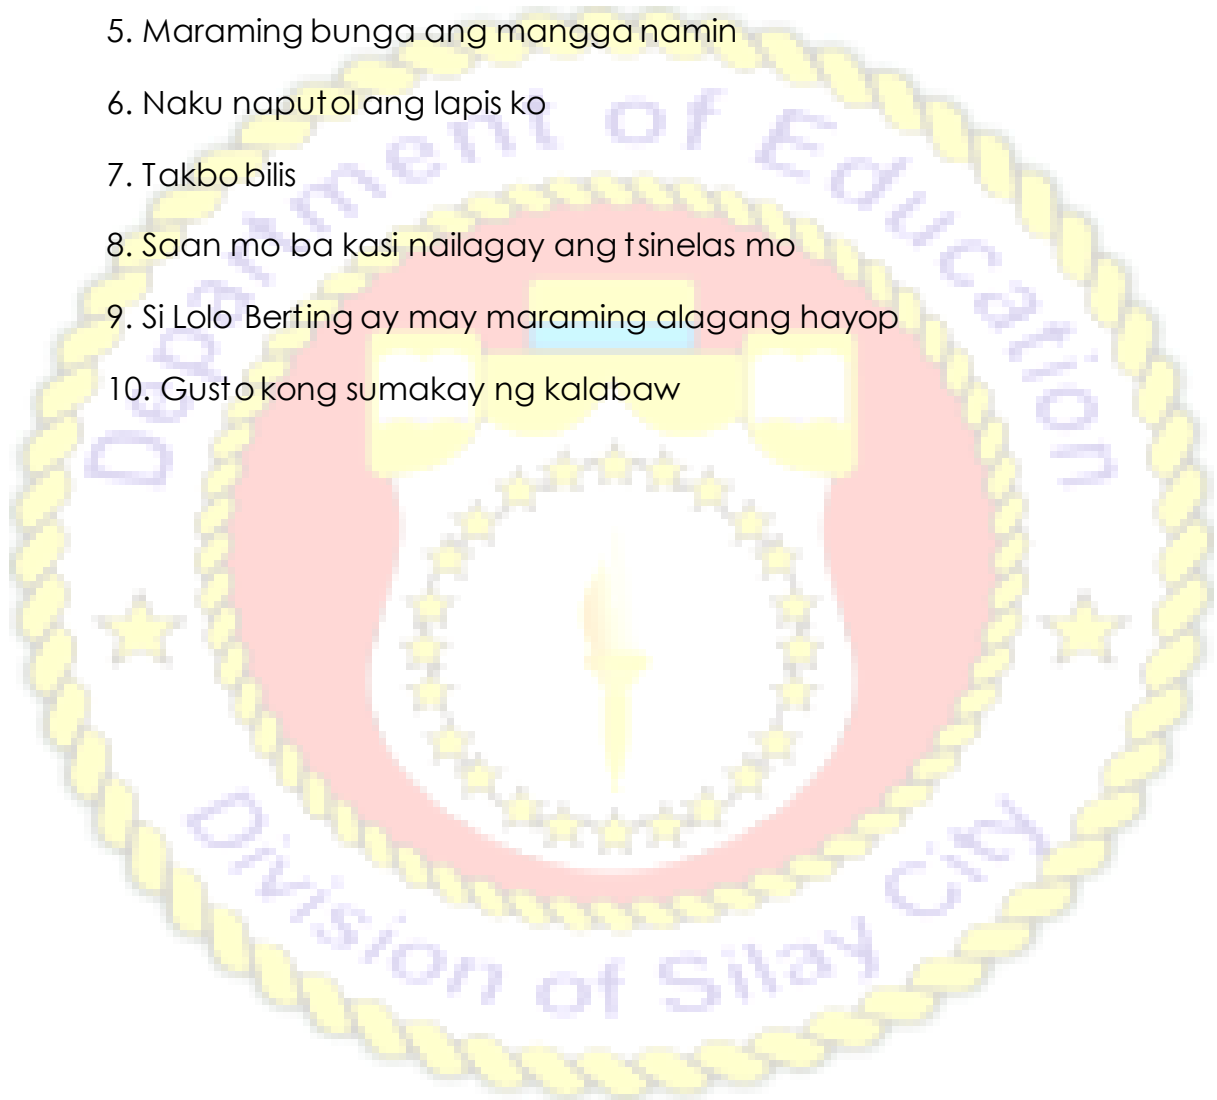 5. Maraming bunga ang mangga namin
6. Naku naputol ang lapis ko
7. Takbo bilis
8. Saan mo ba kasi nailagay ang tsinelas mo
9. Si Lolo Berting ay may maraming alagang hayop
10. Gusto kong sumakay ng kalabaw
Department of Education
Division of Silay City